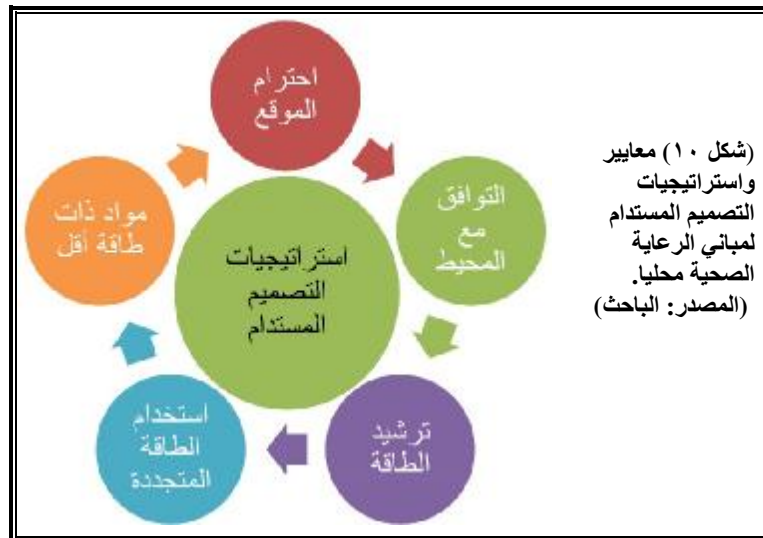 احترام
الموقع
التوافق
مع
المحيط
ترشيد
الطاقة
استخدام
الطاقة
المتجددة
مواد ذات
طاقة أقل
استراتيجيات
التصميم
المستدام
(شكل ١٠) معايير
واستراتيجيات
التصميم المستدام
لمباني الرعاية
الصحية محليا.
(المصدر: الباحث)